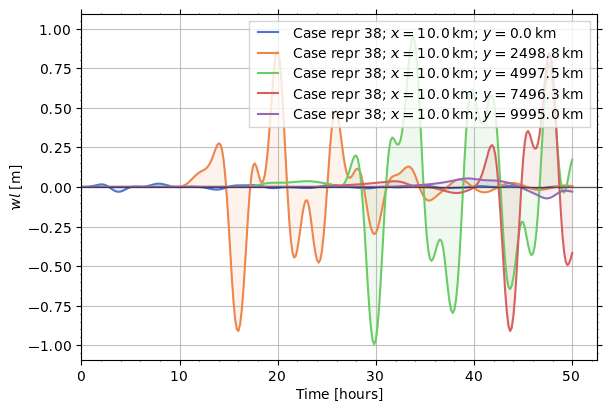 Case repr 38; x = 10.0 km; y = 0.0 km
Case repr 38; x = 10.0 km; y = 2498.8 km
Case repr 38; x = 10.0 km; y = 4997.5 km
Case repr 38; x = 10.0 km; y = 7496.3 km
Case repr 38; x = 10.0 km; y = 9995.0 km
wl [m]
1.00
0.75
0.50
0.25
0.00
−0.25
−0.50
−0.75
−1.00
0 10 20 30 40 50
Time [hours]